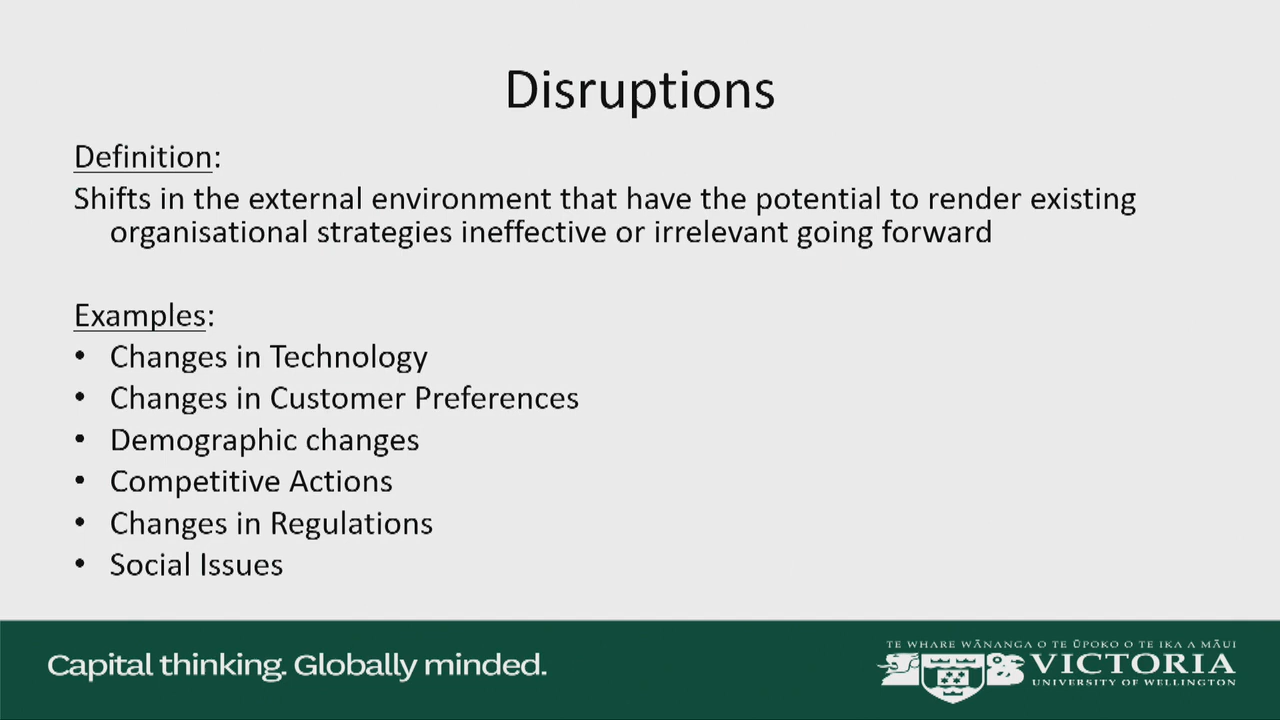 Disruptions
Definition:
Shifts in the external environment that have the potential to render existing
organisational strategies ineffective or irrelevant going forward
Examples:
• Changes in Technology
• Changes in Customer Preferences
• Demographic changes
• Competitive Actions
• Changes in Regulations
• Social Issues
Capital thinking. Globally minded.
TE WHARE WĀNANGA O TE ŪPOKO O TE IKA A MĀUI
VICTORIA
UNIVERSITY OF WELLINGTON